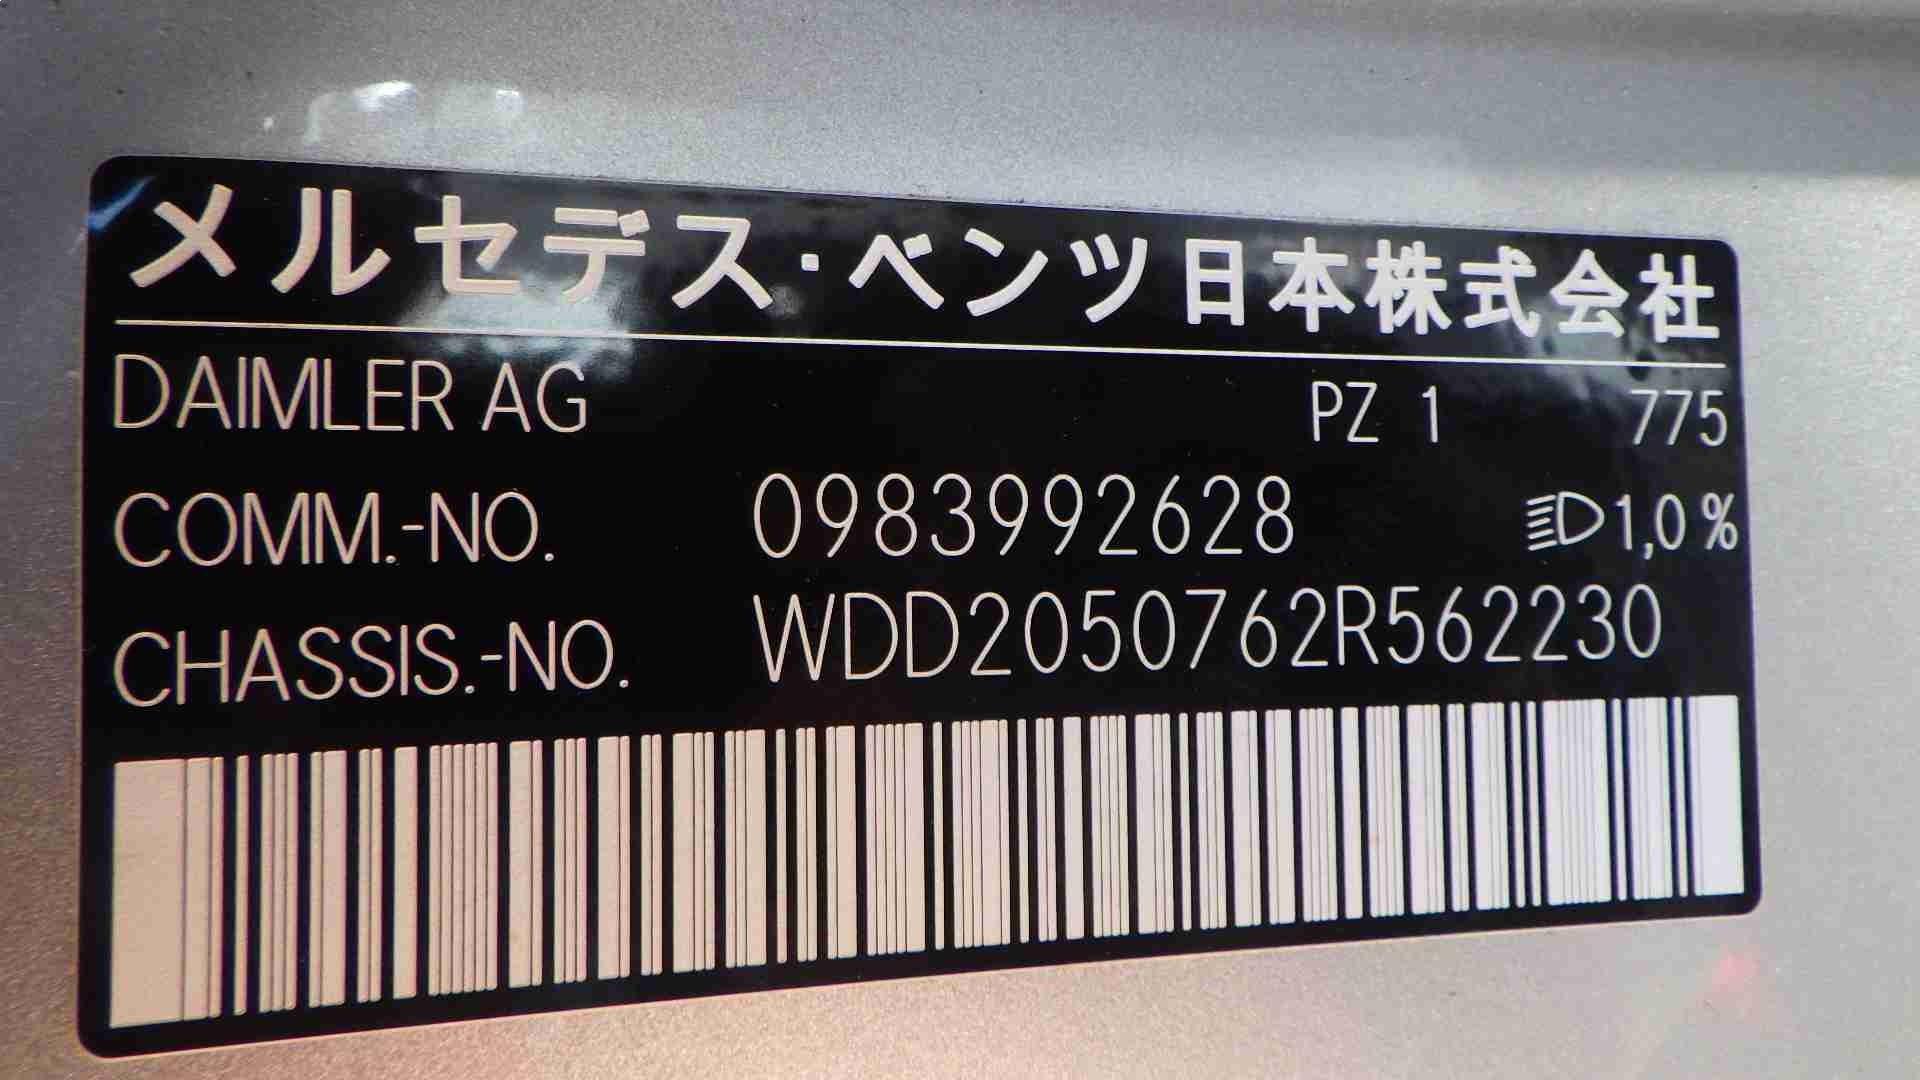 メルセデス・ベンツ日本株式会社
DAIMLER AG PZ 1 775
COMM.-NO. 0983992628 1,0 %
CHASSIS.-NO. WDD2050762R562230